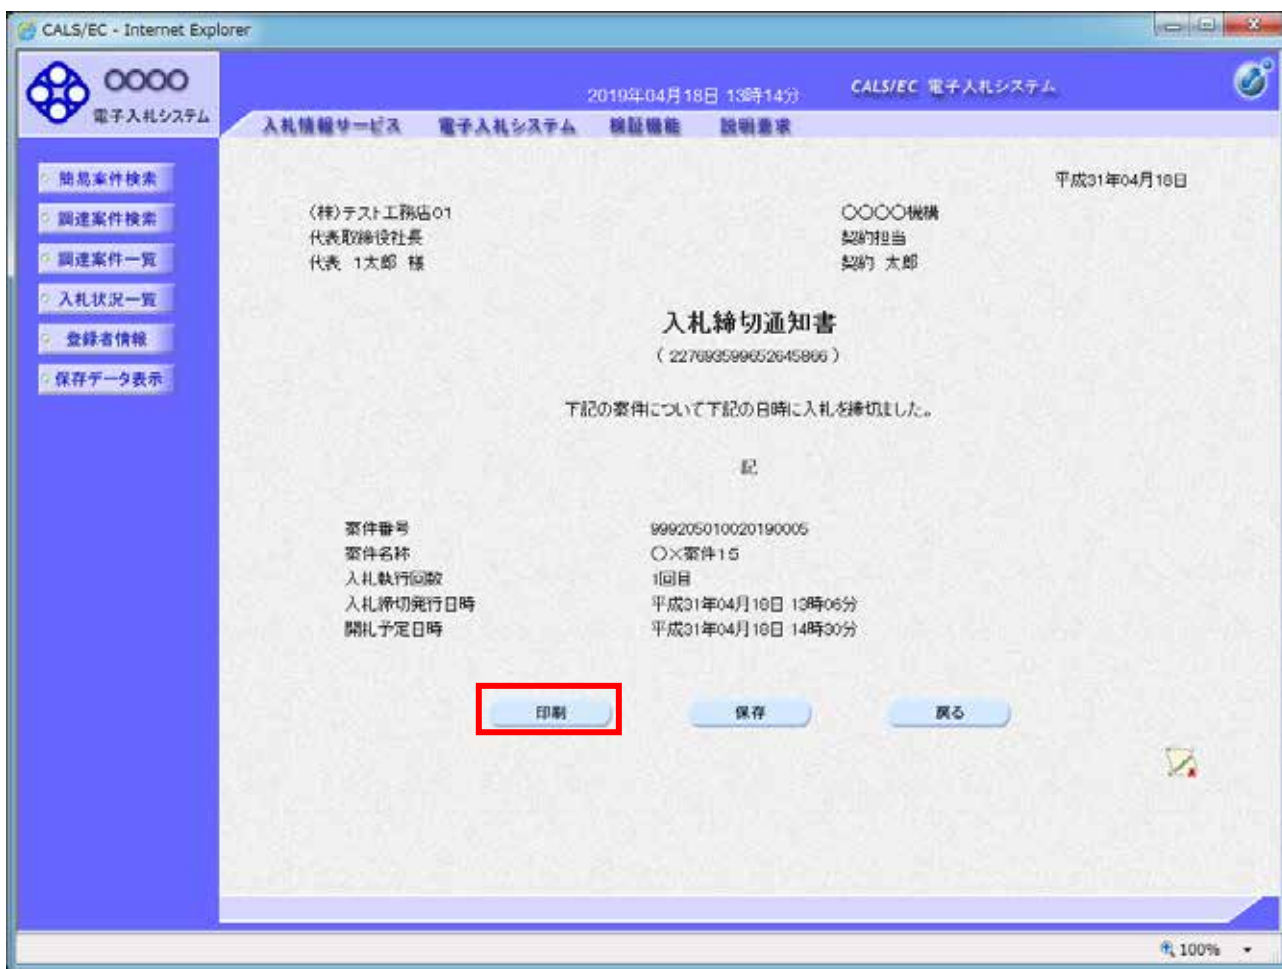 CALS/EC - Internet Explorer
OOOO
電子入札システム
2019年04月18日 13時14分
CALS/EC 電子入札システム
入札情報サービス 電子入札システム 検証機能 説明要求
簡易案件検索
調達案件検索
調達案件一覧
入札状況一覧
登録者情報
保存データ表示
平成31年04月18日
(株)テスト工務店01
代表取締役社長
代表 1太郎 様
〇〇〇〇機構
契約担当
契約 太郎
入札締切通知書
( 227693599652645866 )
下記の案件について下記の日時に入札を締切ました。
記
案件番号 999205010020190005
案件名称 〇×案件15
入札執行回数 1回目
入札締切発行日時 平成31年04月18日 13時06分
開札予定日時 平成31年04月18日 14時30分
印刷 保存 戻る
100%